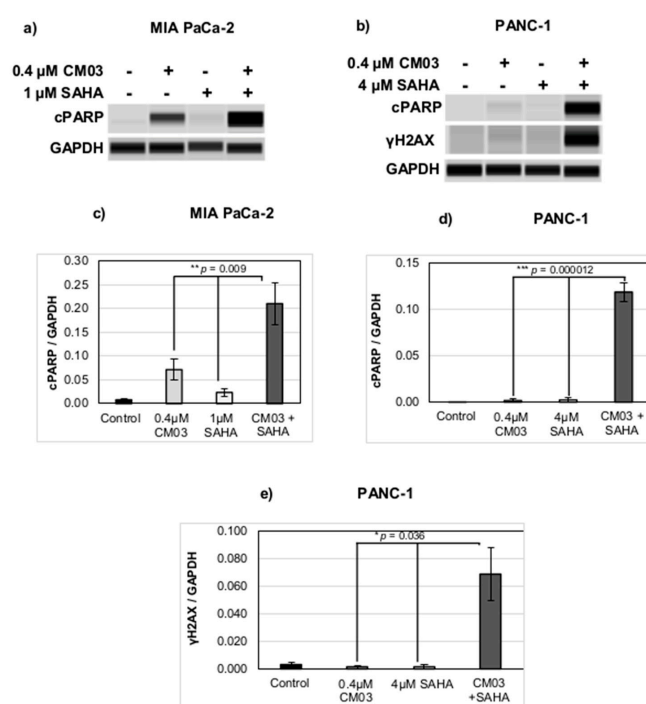 a) MIA PaCa-2
b) PANC-1
0.4 µM CM03 - + - +
1 µM SAHA - - + +
cPARP
GAPDH
0.4 µM CM03 - + - +
4 µM SAHA - - + +
cPARP
γH2AX
GAPDH
c) MIA PaCa-2
cPARP / GAPDH
0.30
0.25
0.20
0.15
0.10
0.05
0.00
** p = 0.009
Control
0.4µM CM03
1µM SAHA
CM03 + SAHA
d) PANC-1
cPARP / GAPDH
0.15
0.10
0.05
0.00
*** p = 0.000012
Control
0.4µM CM03
4µM SAHA
CM03 + SAHA
e) PANC-1
γH2AX / GAPDH
0.100
0.080
0.060
0.040
0.020
0.000
* p = 0.036
Control
0.4µM CM03
4µM SAHA
CM03 +SAHA